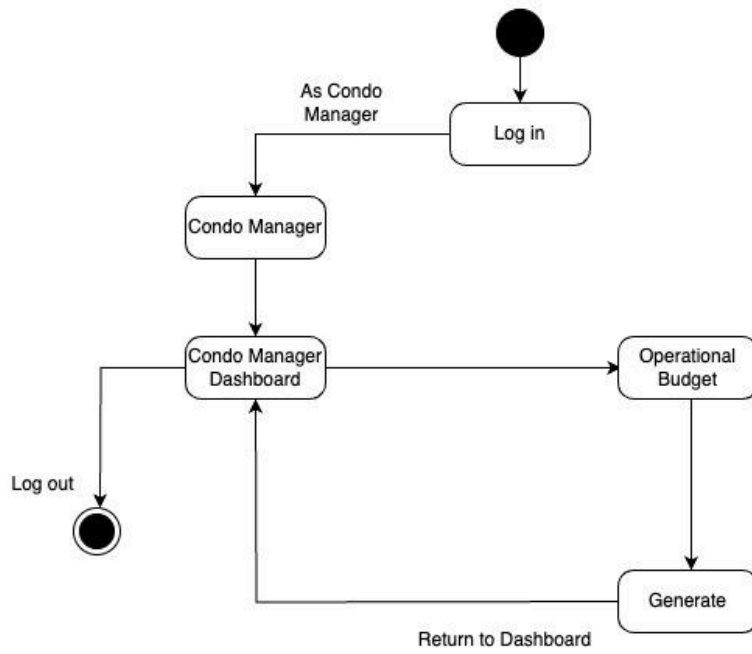 As Condo
Manager
Log in
Condo Manager
Condo Manager
Dashboard
Operational
Budget
Log out
Generate
Return to Dashboard